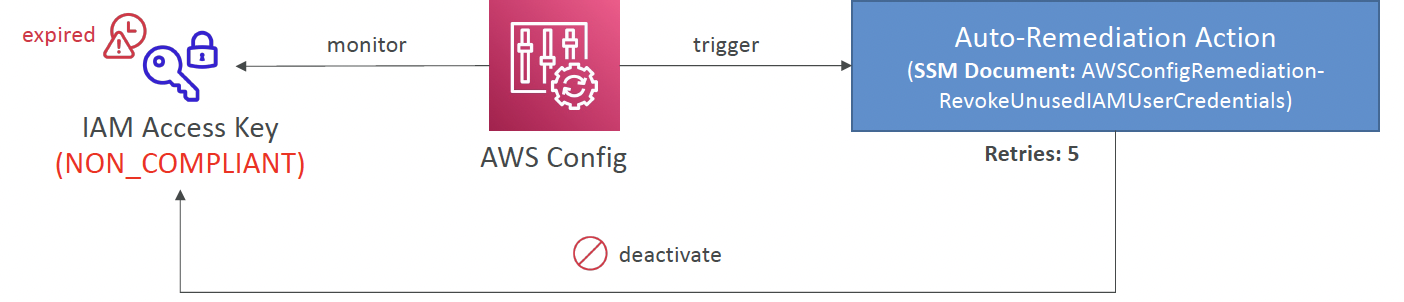 expired
monitor
trigger
Auto-Remediation Action
(SSM Document: AWSConfigRemediation-
RevokeUnusedIAMUserCredentials)
IAM Access Key
(NON_COMPLIANT)
AWS Config
Retries: 5
deactivate